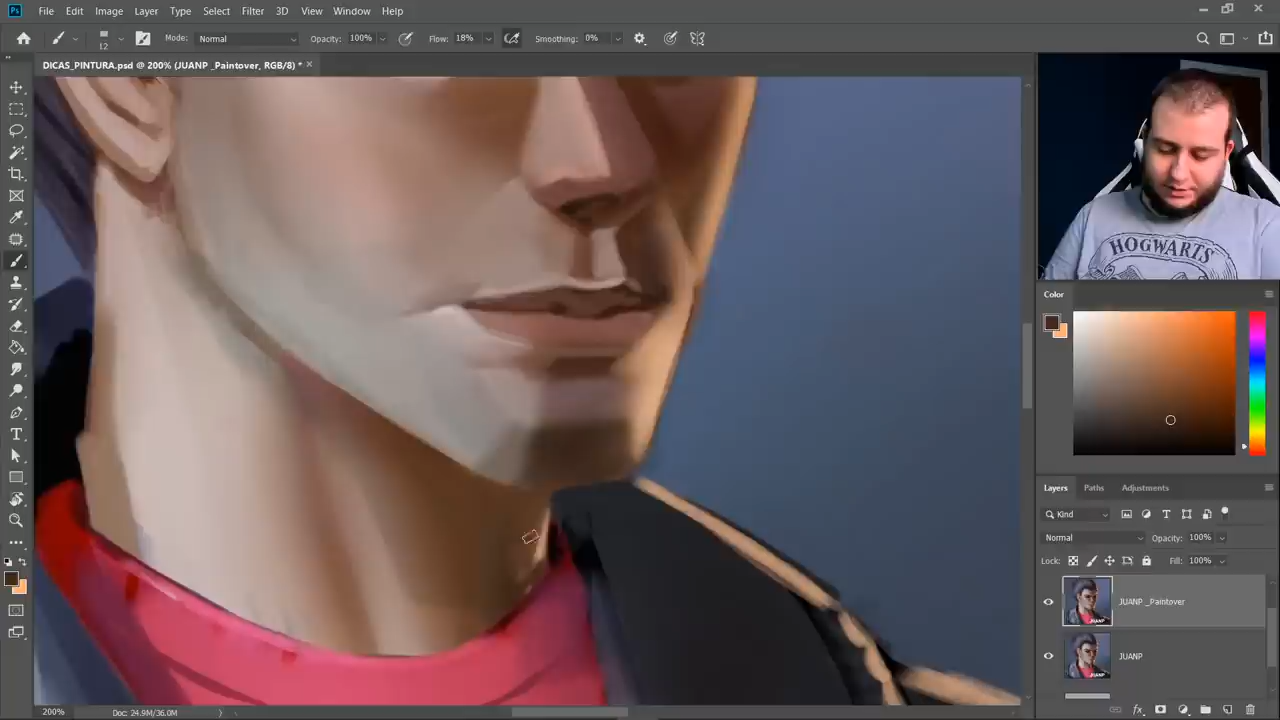 Ps File Edit Image Layer Type Select Filter 3D View Window Help
12 Mode: Normal Opacity: 100% Flow: 18% Smoothing: 0%
DICAS_PINTURA.psd @ 200% (JUANP _Paintover, RGB/8) *
HOGWARTS
Color
Layers Paths Adjustments
Kind
Normal Opacity: 100%
Lock: Fill: 100%
JUANP _Paintover
JUANP
200% Doc: 24.9M/36.0M